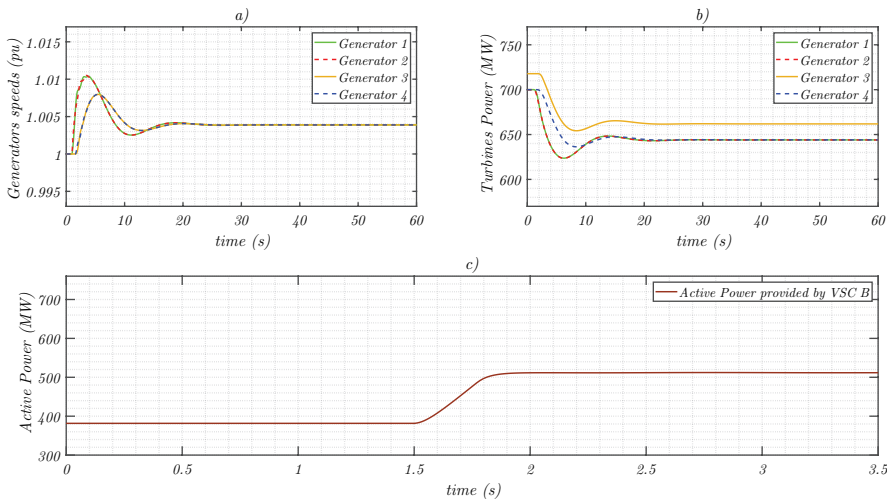 a)
Generators speeds (pu)
1.015
1.01
1.005
1
0.995
0
10
20
30
40
50
60
time (s)
Generator 1
Generator 2
Generator 3
Generator 4
b)
Turbines Power (MW)
750
700
650
600
0
10
20
30
40
50
60
time (s)
Generator 1
Generator 2
Generator 3
Generator 4
c)
Active Power (MW)
700
600
500
400
300
0
0.5
1
1.5
2
2.5
3
3.5
time (s)
Active Power provided by VSC B